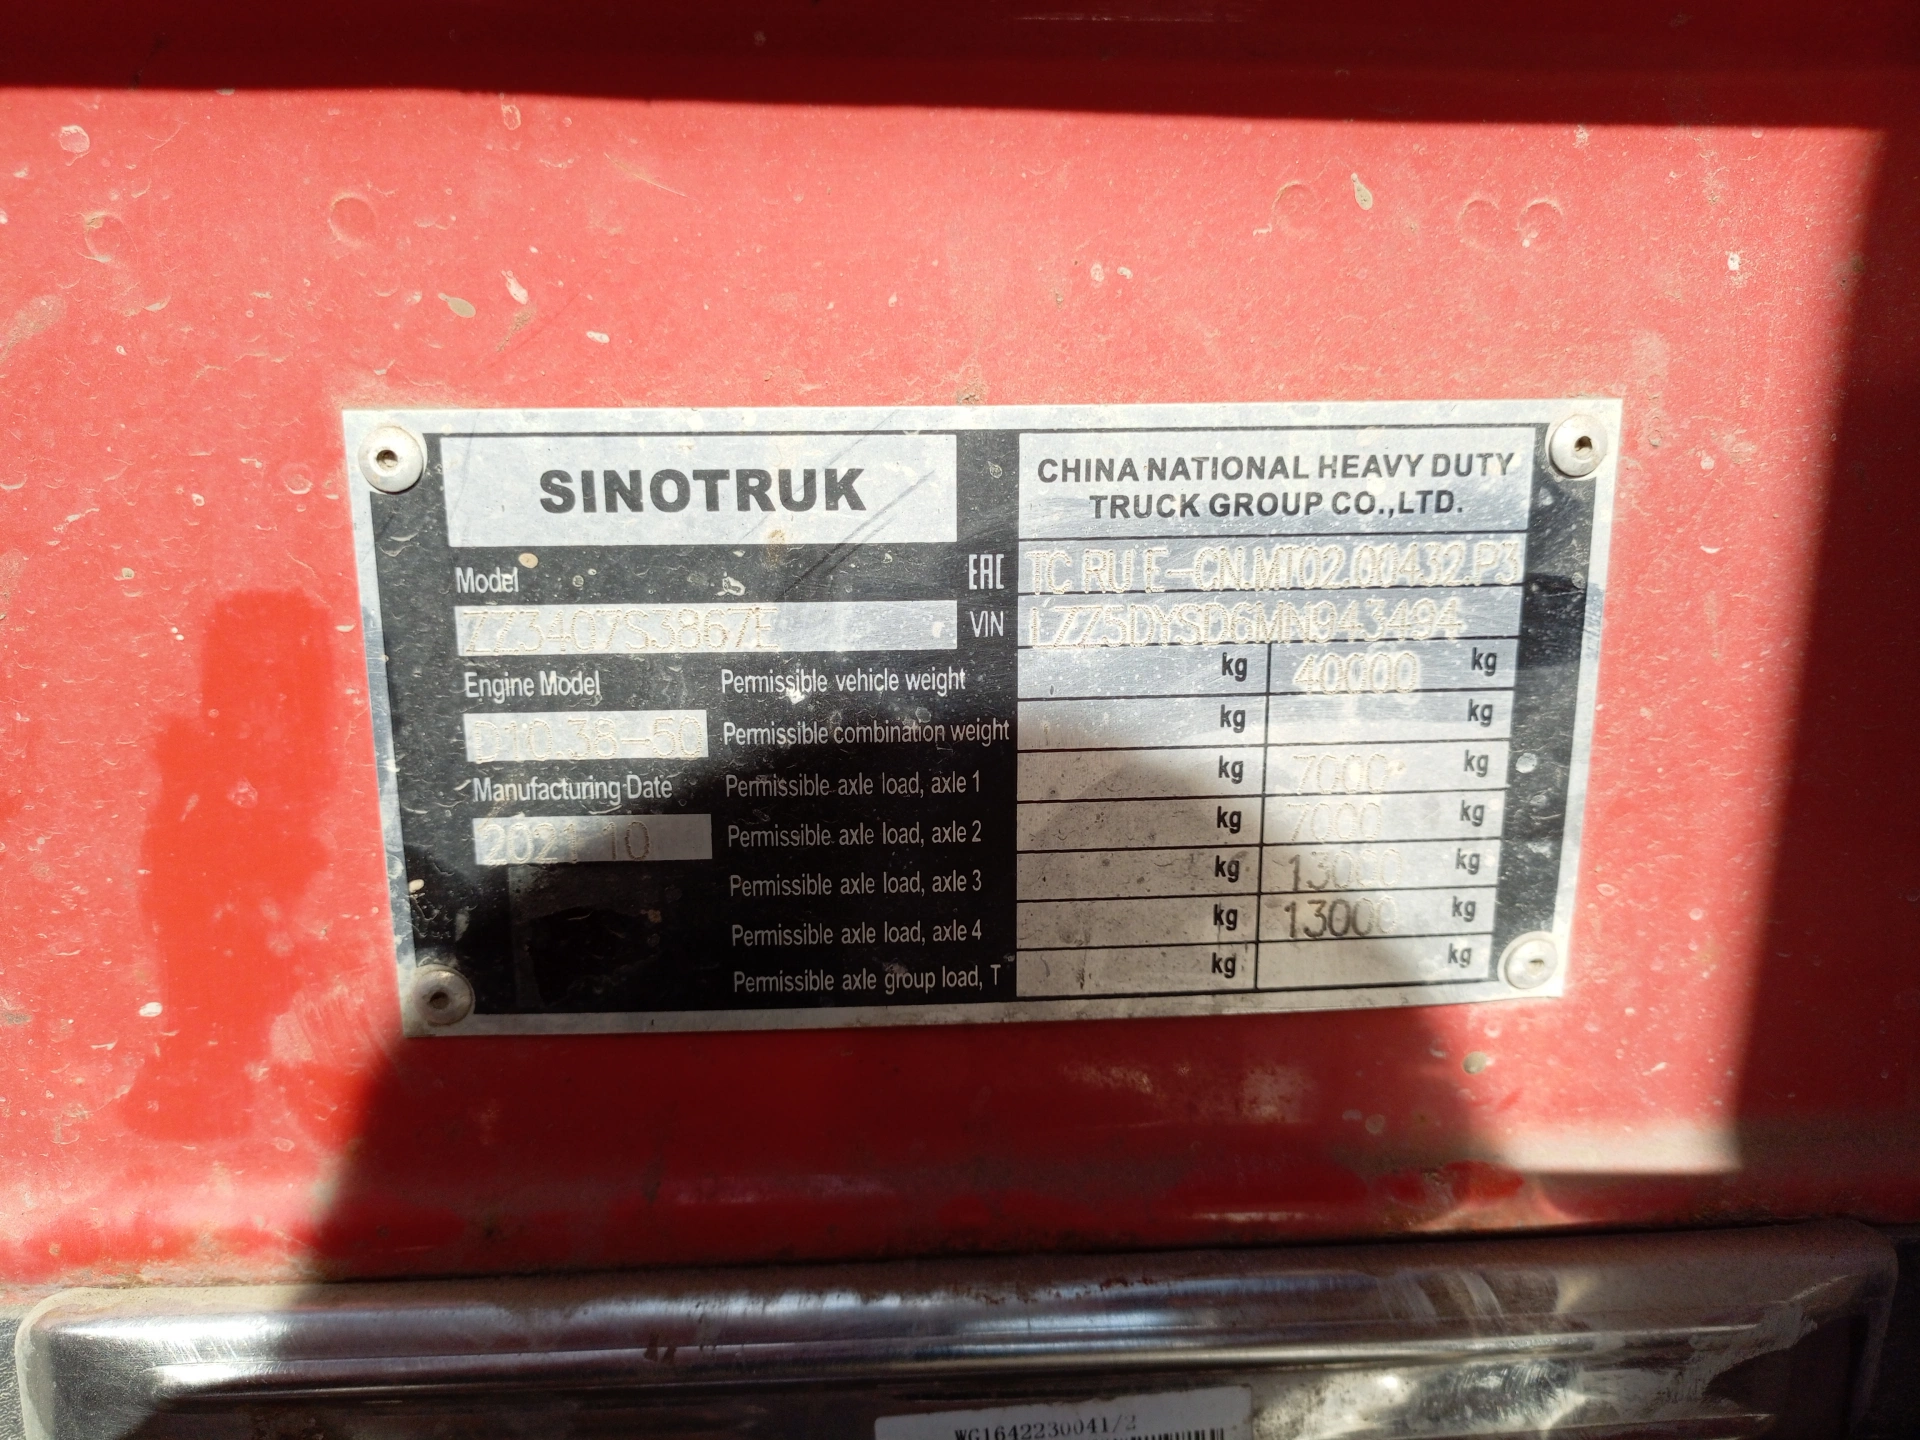 SINOTRUK
CHINA NATIONAL HEAVY DUTY
TRUCK GROUP CO.,LTD.
Model
EAC TC RU E-CN.MT02.00432.P3
ZZ3407S3867E
VIN LZZ5DYSD6MN943494
Engine Model
Permissible vehicle weight kg 40000 kg
D10.38-50
Permissible combination weight kg kg
Manufacturing Date
Permissible axle load, axle 1 kg 7000 kg
2021 10
Permissible axle load, axle 2 kg 7000 kg
Permissible axle load, axle 3 kg 13000 kg
Permissible axle load, axle 4 kg 13000 kg
Permissible axle group load, T kg kg
WG1642230041/2